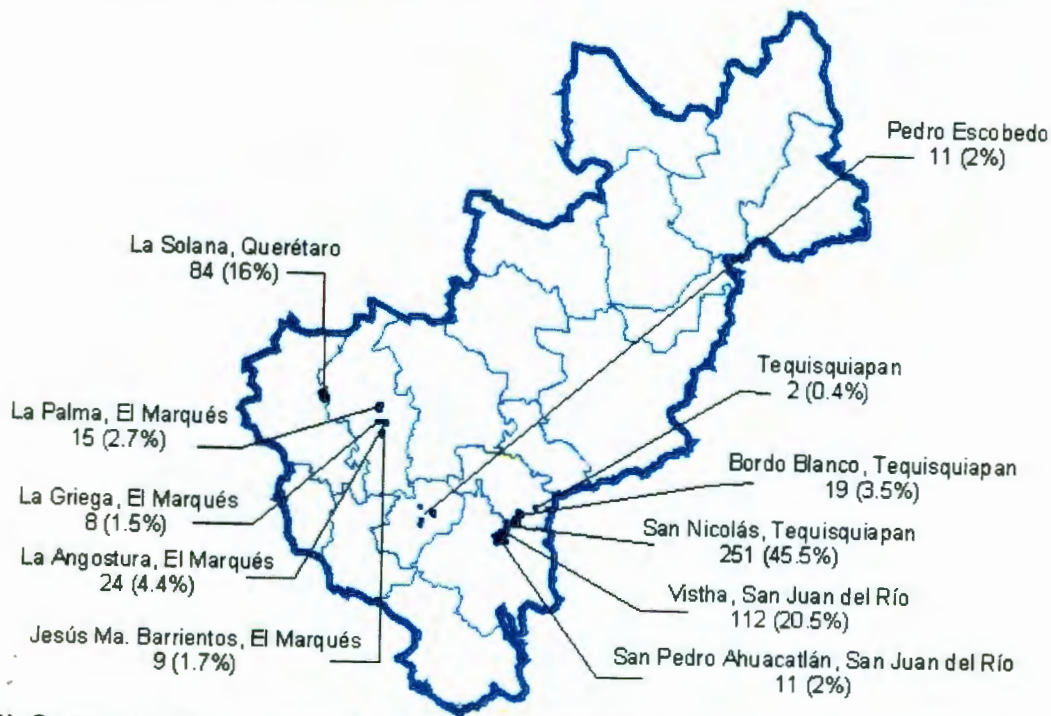 Pedro Escobedo
11 (2%)
La Solana, Querétaro
84 (16%)
Tequisquiapan
2 (0.4%)
La Palma, El Marqués
15 (2.7%)
Bordo Blanco, Tequisquiapan
19 (3.5%)
La Griega, El Marqués
8 (1.5%)
San Nicolás, Tequisquiapan
251 (45.5%)
La Angostura, El Marqués
24 (4.4%)
Vistha, San Juan del Río
112 (20.5%)
Jesús Ma. Barrientos, El Marqués
9 (1.7%)
San Pedro Ahuacatlán, San Juan del Río
11 (2%)